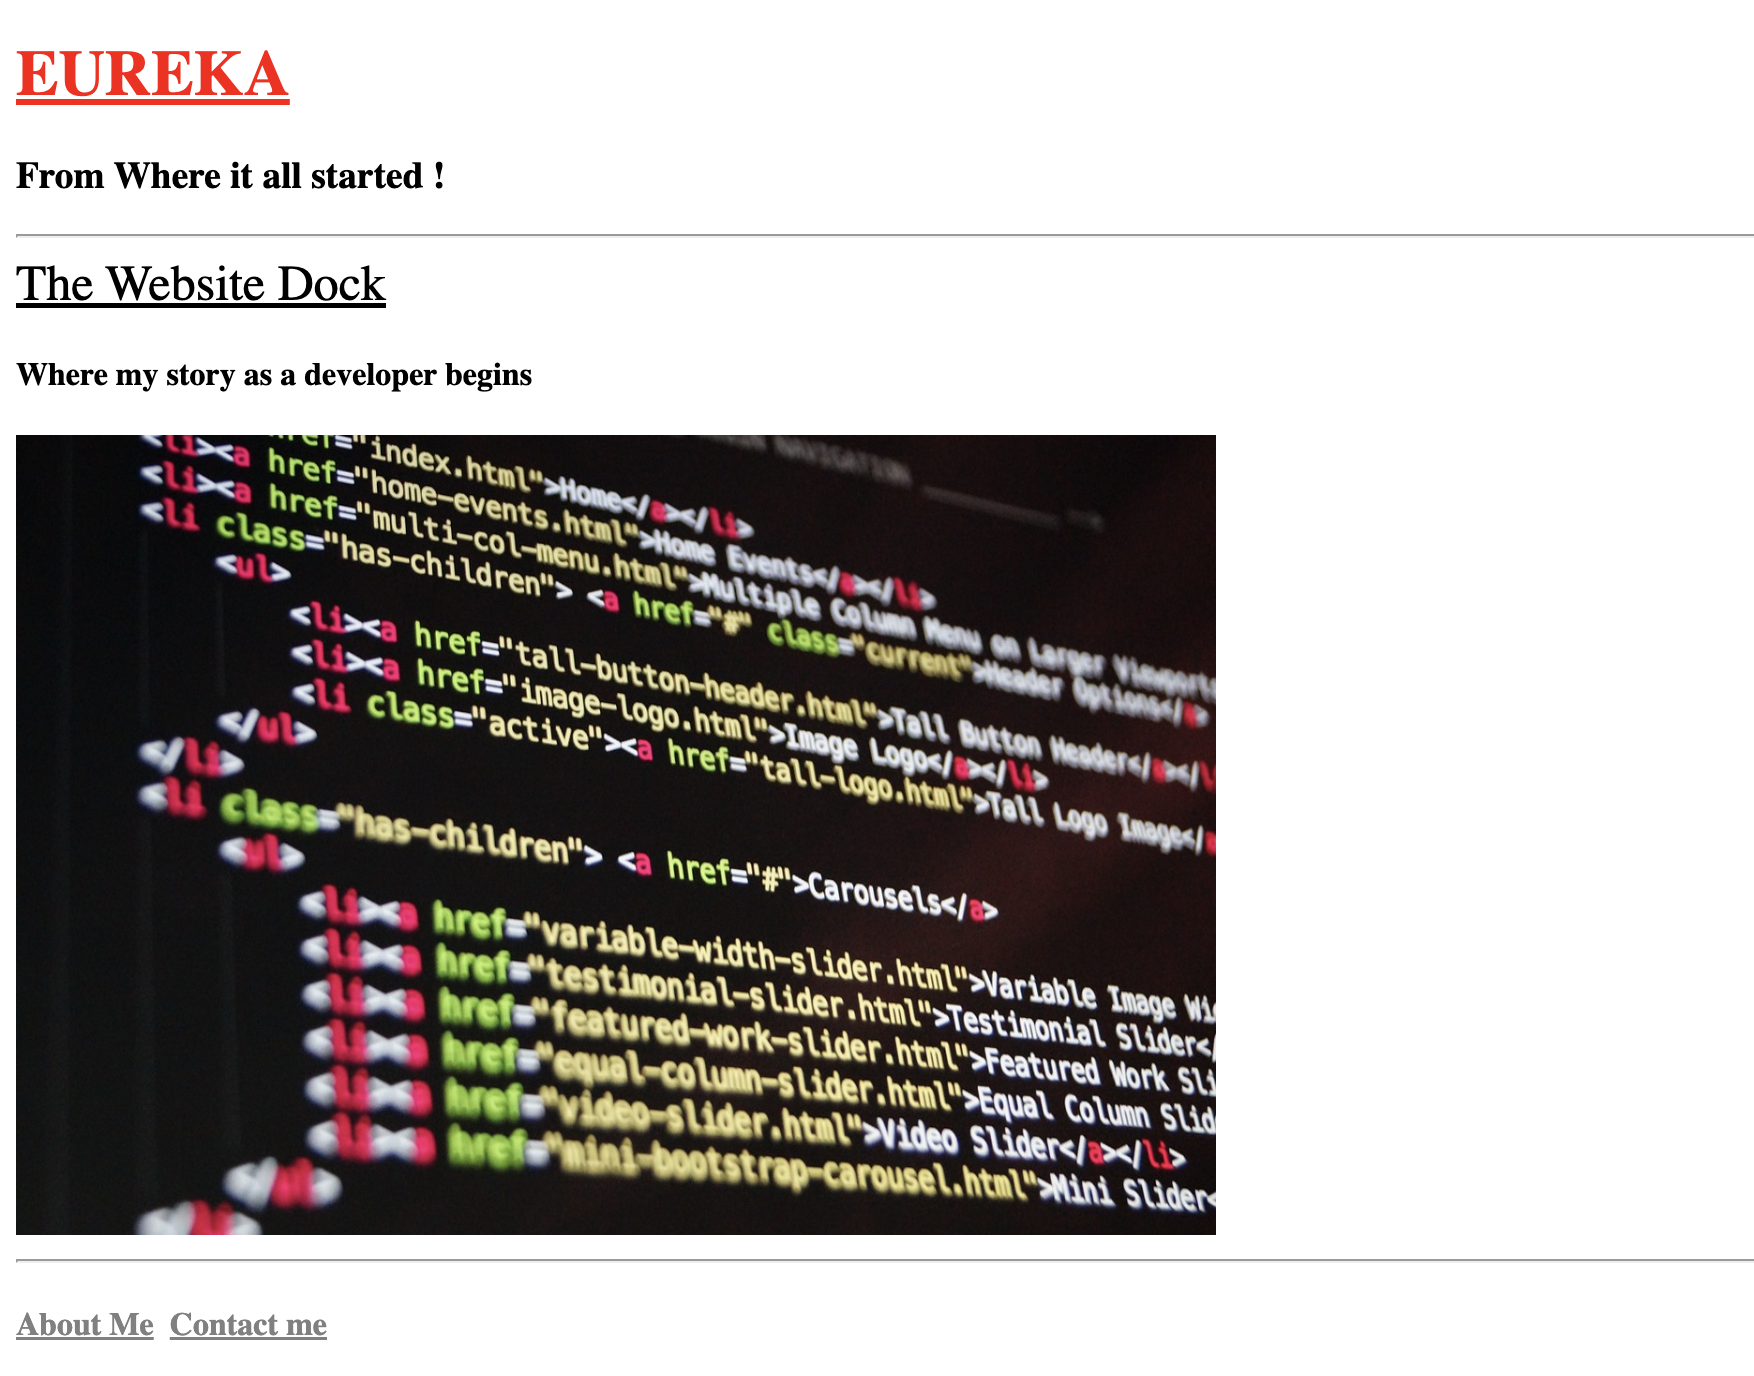 EUREKA
From Where it all started !
The Website Dock
Where my story as a developer begins
href="index.html">Home</a></li>
<li><a href="home-events.html">Home Events</a></li>
<li><a href="multi-col-menu.html">Multiple Column Menu on Larger Viewports
<li class="has-children"> <a href="#" class="current">Header Options</a>
<ul>
<li><a href="tall-button-header.html">Tall Button Header</a></l
<li><a href="image-logo.html">Image Logo</a></li>
<li class="active"><a href="tall-logo.html">Tall Logo Image</a
</ul>
</li>
<li class="has-children"> <a href="#">Carousels</a>
<ul>
<li><a href="variable-width-slider.html">Variable Image Wi
<li><a href="testimonial-slider.html">Testimonial Slider</
<li><a href="featured-work-slider.html">Featured Work Sli
<li><a href="equal-column-slider.html">Equal Column Slid
<li><a href="video-slider.html">Video Slider</a></li>
<li><a href="mini-bootstrap-carousel.html">Mini Slider<
</ul>
About Me Contact me